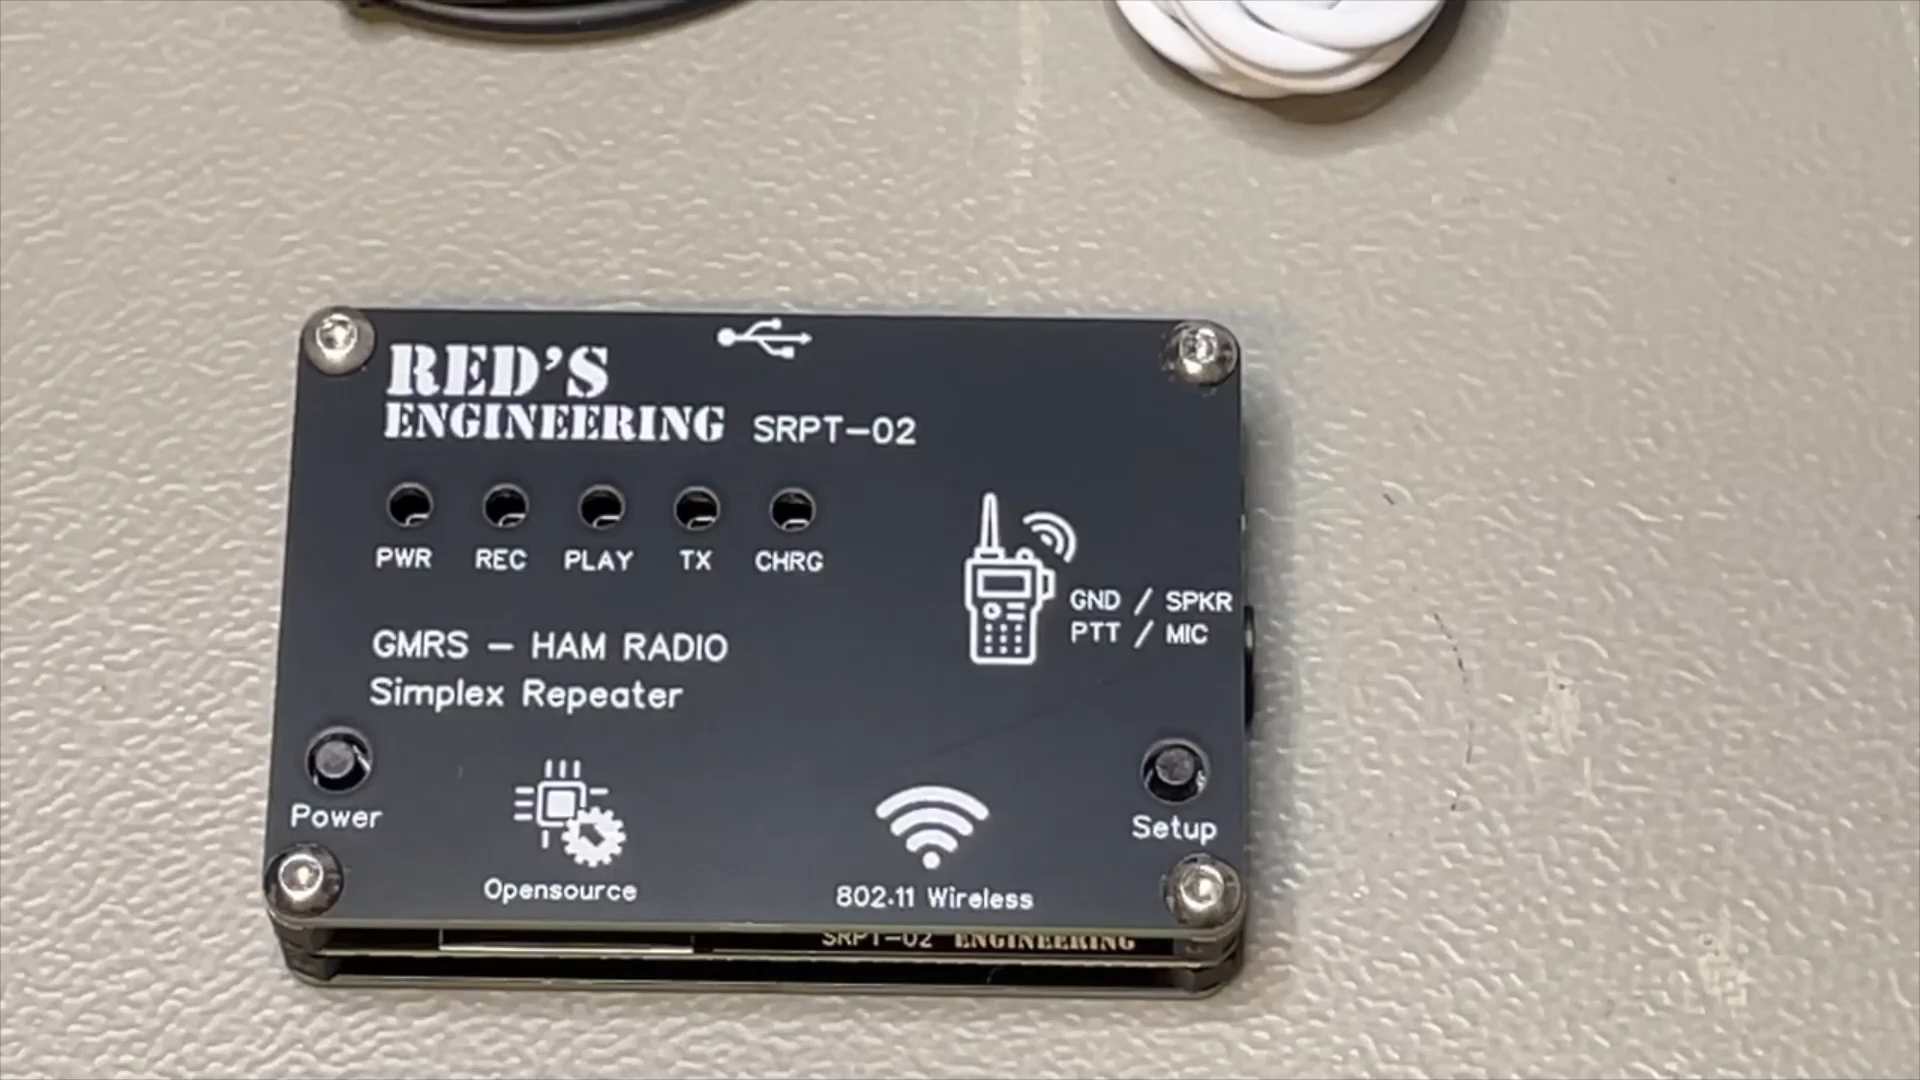 RED'S
ENGINEERING SRPT-02
PWR REC PLAY TX CHRG
GND / SPKR
PTT / MIC
GMRS - HAM RADIO
Simplex Repeater
Power
Setup
Opensource
802.11 Wireless
SRPT-02 ENGINEERING